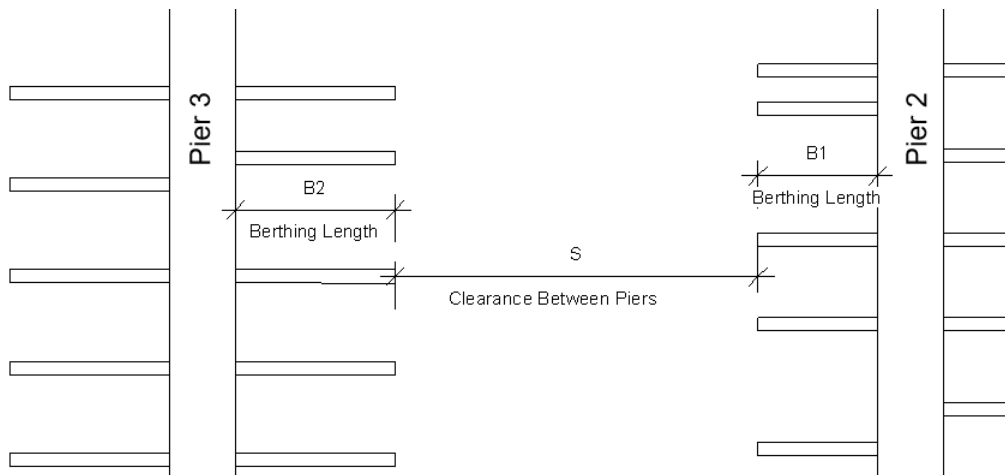 Pier 3
B2
Berthing Length
S
Clearance Between Piers
B1
Berthing Length
Pier 2